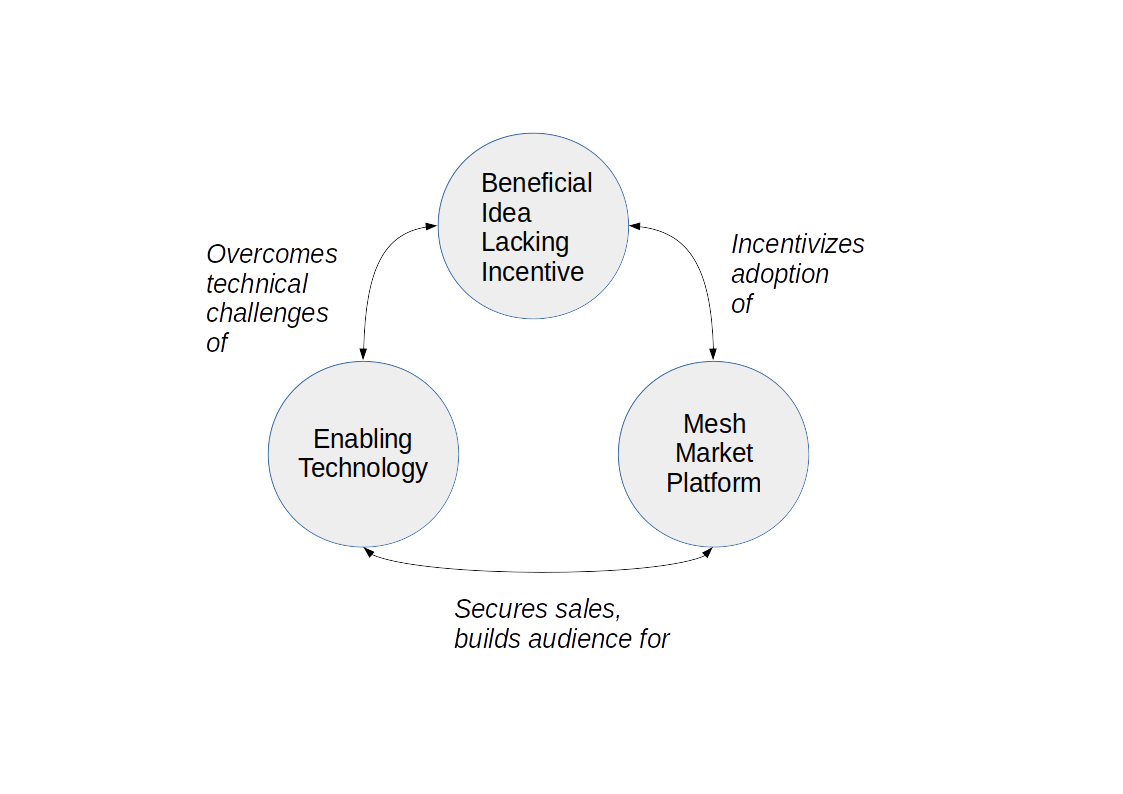 Beneficial
Idea
Lacking
Incentive
Overcomes
technical
challenges
of
Incentivizes
adoption
of
Enabling
Technology
Mesh
Market
Platform
Secures sales,
builds audience for